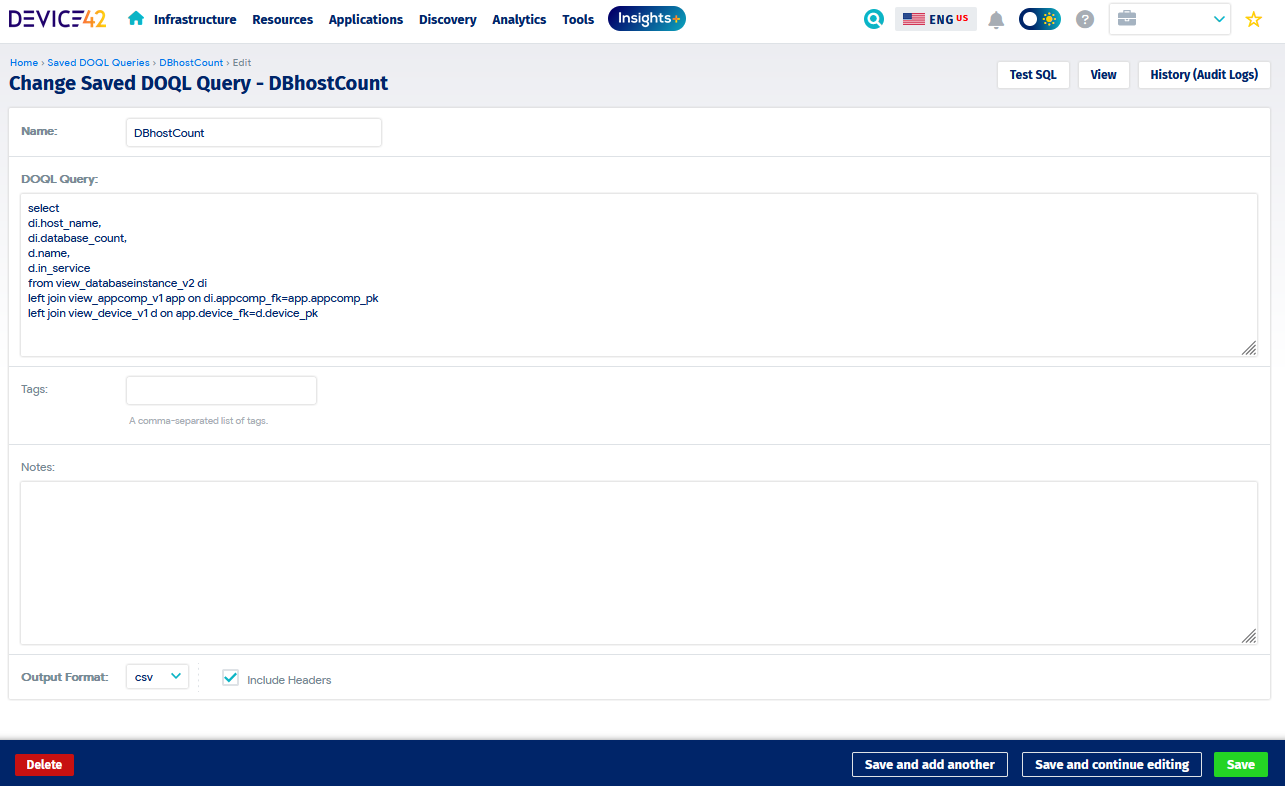 DEVICE42 Infrastructure Resources Applications Discovery Analytics Tools Insights+ ENG US ?
Home › Saved DOQL Queries › DBhostCount › Edit
Change Saved DOQL Query - DBhostCount
Test SQL View History (Audit Logs)
Name: DBhostCount
DOQL Query:
select
di.host_name,
di.database_count,
d.name,
d.in_service
from view_databaseinstance_v2 di
left join view_appcomp_v1 app on di.appcomp_fk=app.appcomp_pk
left join view_device_v1 d on app.device_fk=d.device_pk
Tags:
A comma-separated list of tags.
Notes:
Output Format: csv Include Headers
Delete Save and add another Save and continue editing Save